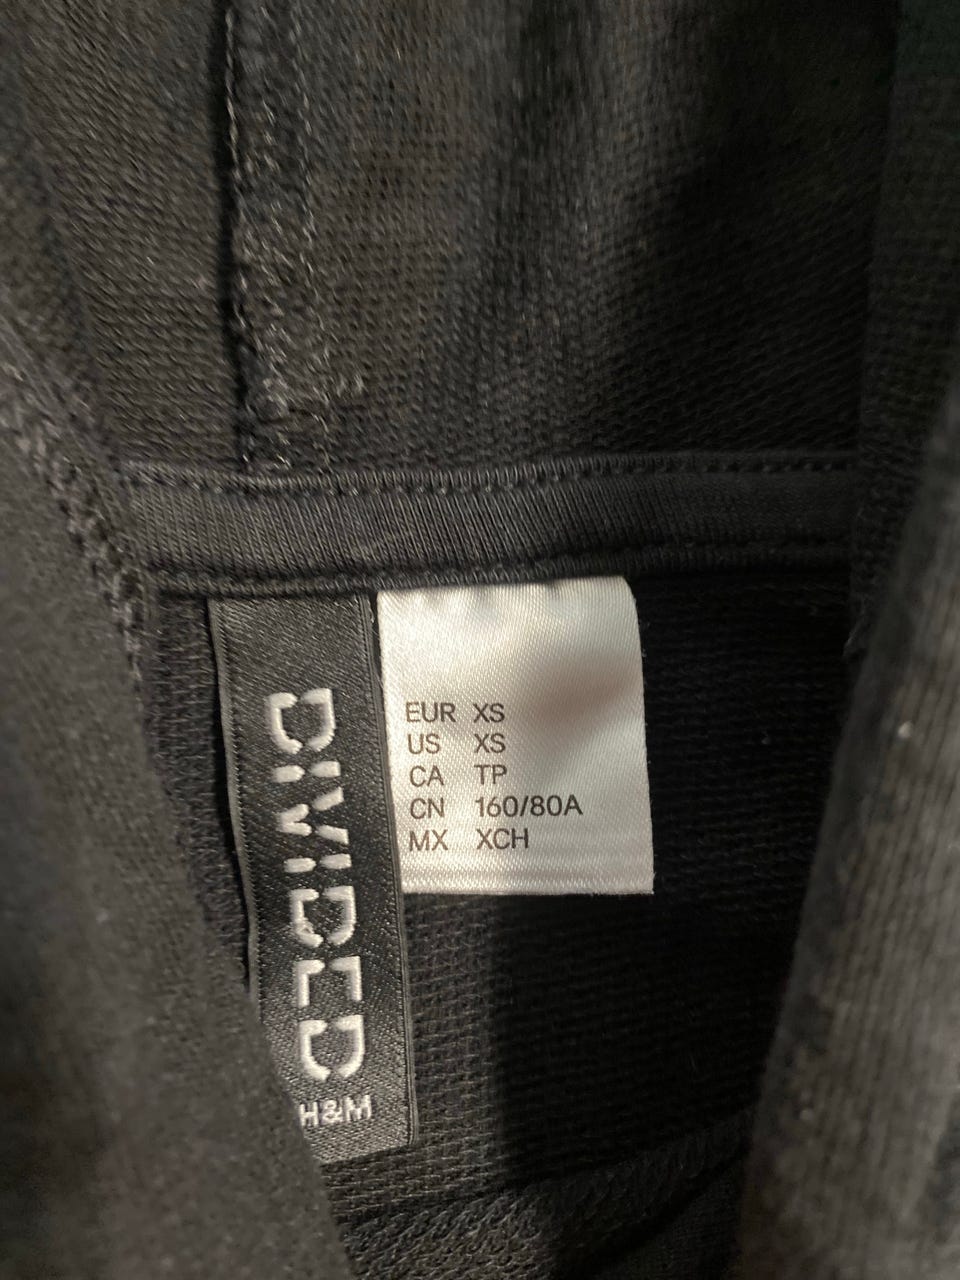 DIVIDED
H&M
EUR XS
US XS
CA TP
CN 160/80A
MX XCH